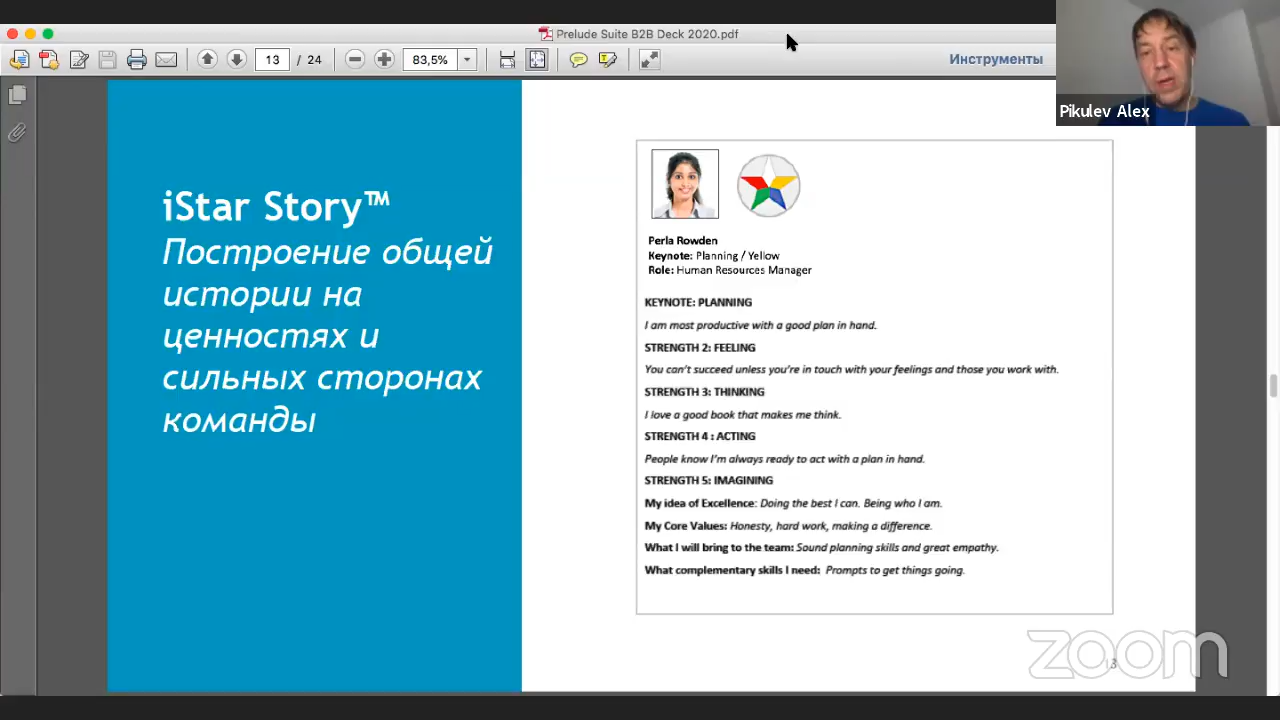 Prelude Suite B2B Deck 2020.pdf
13 / 24
83,5%
Инструменты
Pikulev Alex
iStar Story™
Построение общей
истории на
ценностях и
сильных сторонах
команды
Perla Rowden
Keynote: Planning / Yellow
Role: Human Resources Manager
KEYNOTE: PLANNING
I am most productive with a good plan in hand.
STRENGTH 2: FEELING
You can't succeed unless you're in touch with your feelings and those you work with.
STRENGTH 3: THINKING
I love a good book that makes me think.
STRENGTH 4 : ACTING
People know I'm always ready to act with a plan in hand.
STRENGTH 5: IMAGINING
My idea of Excellence: Doing the best I can. Being who I am.
My Core Values: Honesty, hard work, making a difference.
What I will bring to the team: Sound planning skills and great empathy.
What complementary skills I need: Prompts to get things going.
zoom